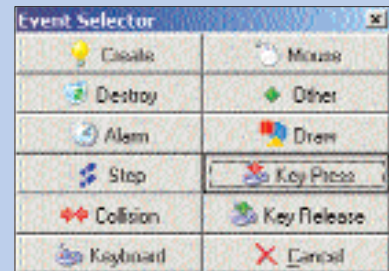 Event Selector
Create Mouse
Destroy Other
Alarm Draw
Step Key Press
Collision Key Release
Keyboard Cancel